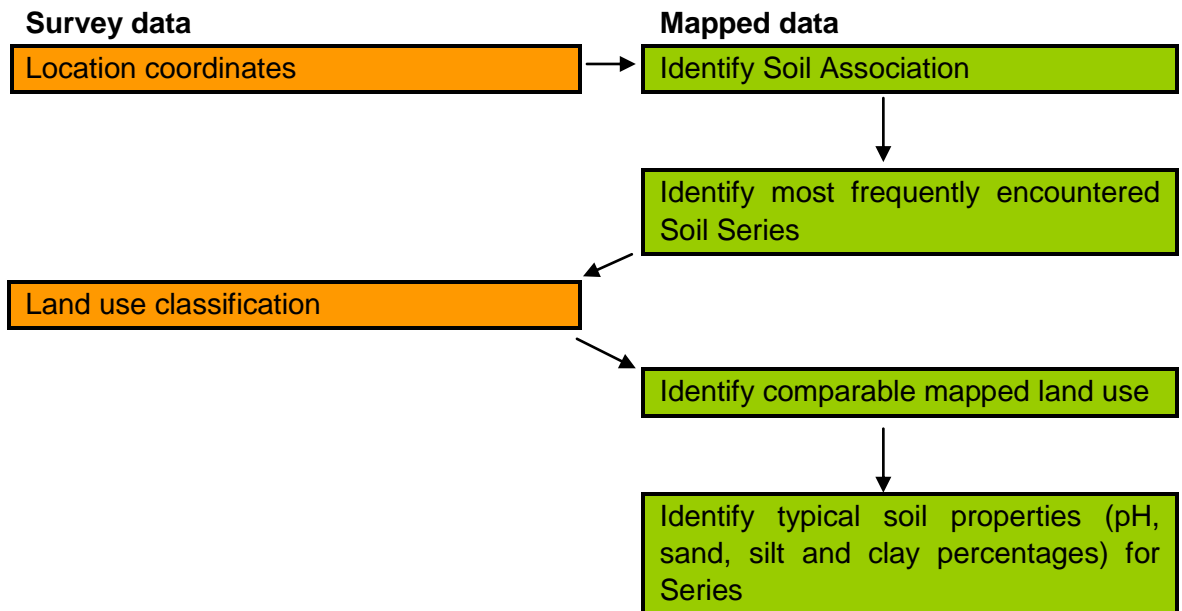 Survey data
Mapped data
Location coordinates
Identify Soil Association
Identify most frequently encountered
Soil Series
Land use classification
Identify comparable mapped land use
Identify typical soil properties (pH,
sand, silt and clay percentages) for
Series